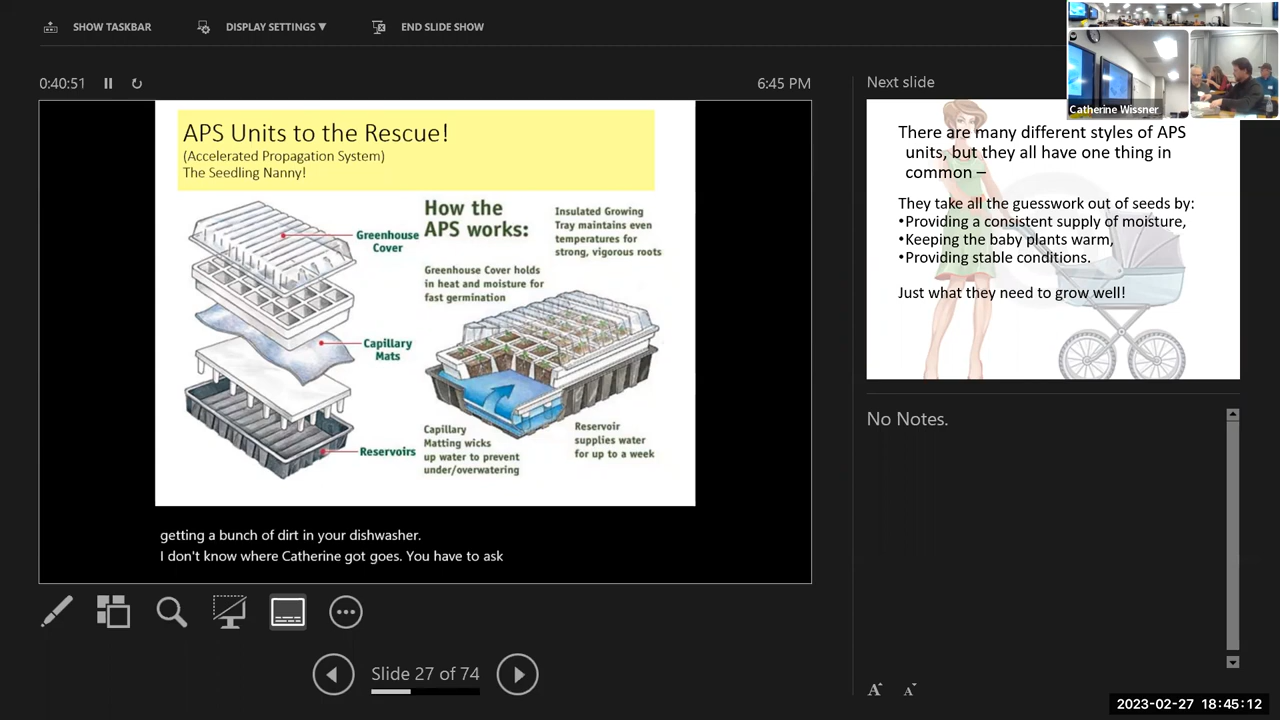 SHOW TASKBAR
DISPLAY SETTINGS ▼
END SLIDE SHOW
0:40:51
6:45 PM
Next slide
Catherine Wissner
APS Units to the Rescue!
(Accelerated Propagation System)
The Seedling Nanny!
Greenhouse
Cover
Capillary
Mats
Reservoirs
How the
APS works:
Insulated Growing
Tray maintains even
temperatures for
strong, vigorous roots
Greenhouse Cover holds
in heat and moisture for
fast germination
Capillary
Matting wicks
up water to prevent
under/overwatering
Reservoir
supplies water
for up to a week
getting a bunch of dirt in your dishwasher.
I don't know where Catherine got goes. You have to ask
There are many different styles of APS
units, but they all have one thing in
common –
They take all the guesswork out of seeds by:
•Providing a consistent supply of moisture,
•Keeping the baby plants warm,
•Providing stable conditions.
Just what they need to grow well!
No Notes.
Slide 27 of 74
A A
2023-02-27 18:45:12